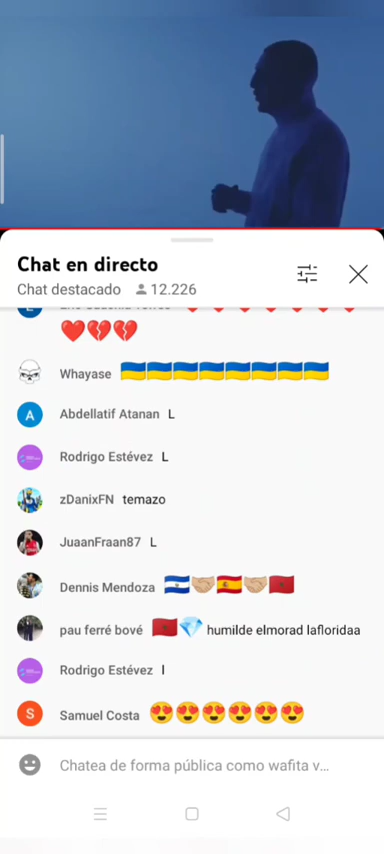 Chat en directo
Chat destacado 12.226
Whayase
A Abdellatif Atanan L
Rodrigo Estévez L
zDanixFN temazo
JuaanFraan87 L
Dennis Mendoza
pau ferré bové humilde elmorad lafloridaa
Rodrigo Estévez l
S Samuel Costa
Chatea de forma pública como wafita v...